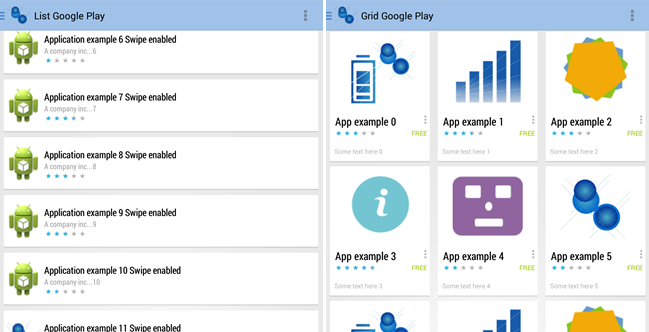 List Google Play
Application example 6 Swipe enabled
A company inc...6
Application example 7 Swipe enabled
A company inc...7
Application example 8 Swipe enabled
A company inc...8
Application example 9 Swipe enabled
A company inc...9
Application example 10 Swipe enabled
A company inc...10
Application example 11 Swipe enabled
Grid Google Play
App example 0
FREE
Some text here 0
App example 1
FREE
Some text here 1
App example 2
FREE
Some text here 2
App example 3
FREE
Some text here 3
App example 4
FREE
Some text here 4
App example 5
FREE
Some text here 5